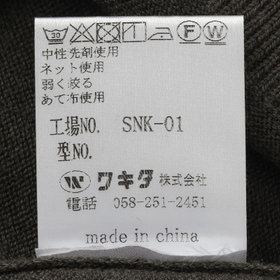 30 F W
中性洗剤使用
ネット使用
弱く絞る
あて布使用
工場NO. SNK-01
型NO.
W ワキタ株式会社
電話 058-251-2451
made in china